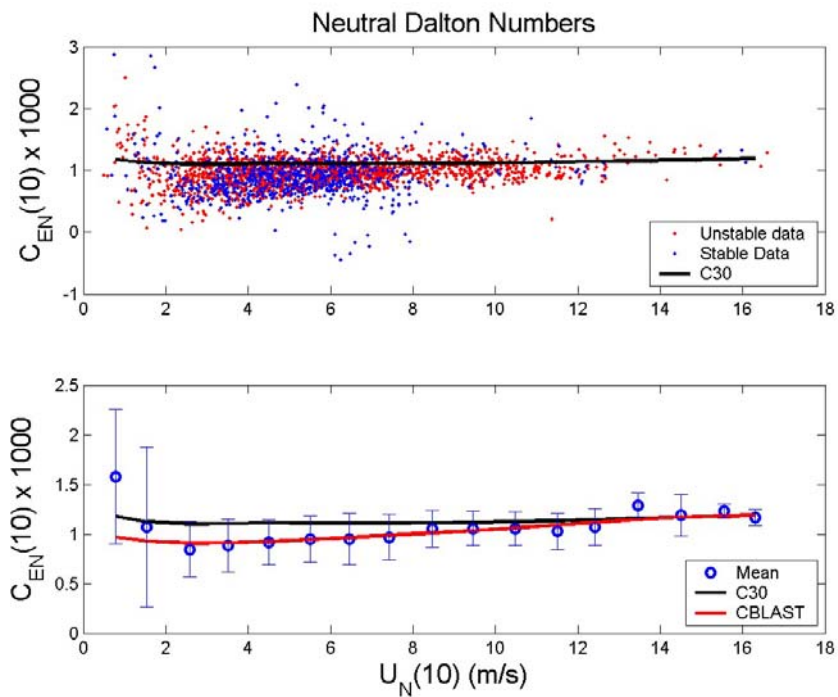 Neutral Dalton Numbers
C_EN(10) x 1000
3
2
1
0
-1
0 2 4 6 8 10 12 14 16 18
Unstable data
Stable Data
C30
C_EN(10) x 1000
2.5
2
1.5
1
0.5
0
0 2 4 6 8 10 12 14 16 18
Mean
C30
CBLAST
U_N(10) (m/s)